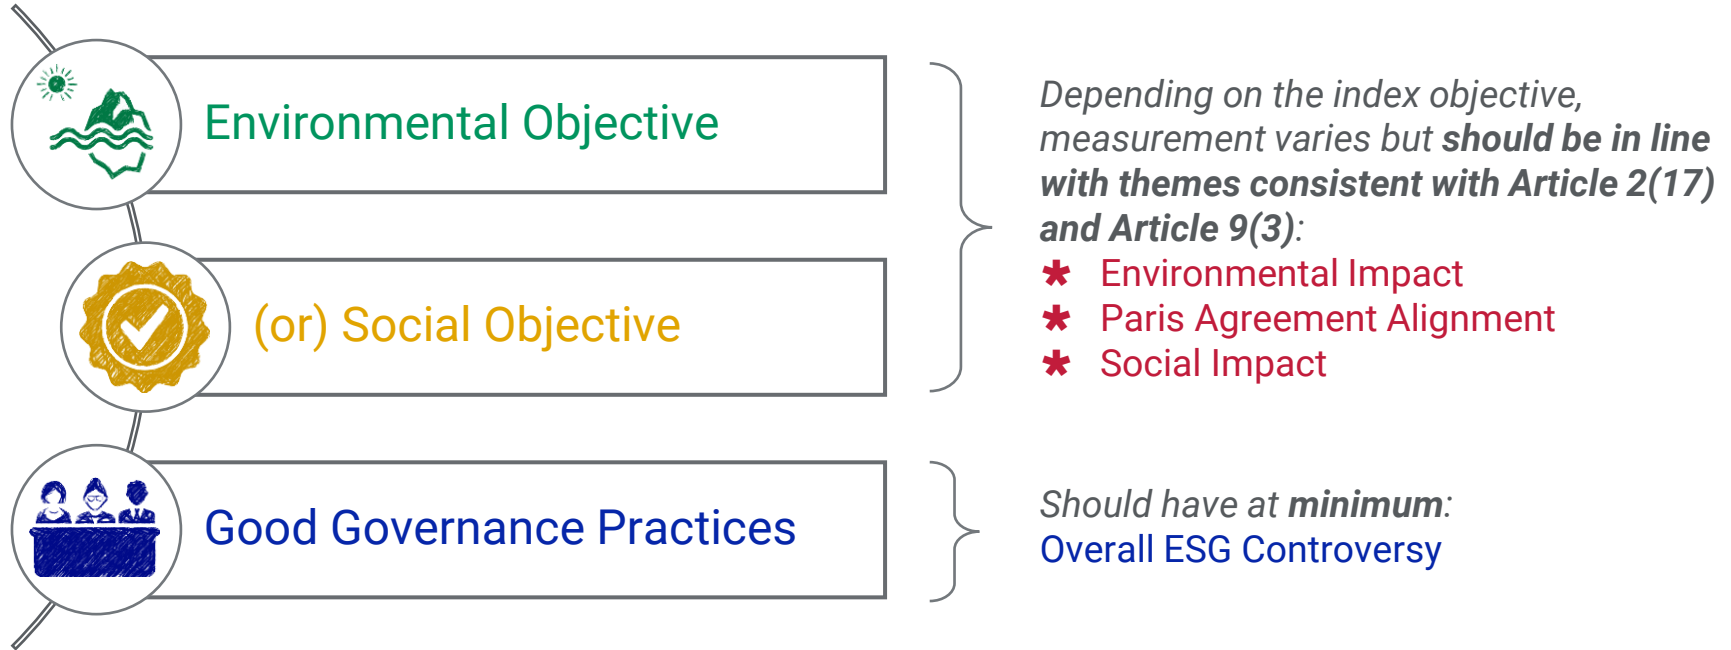 Environmental Objective
(or) Social Objective
Good Governance Practices
Depending on the index objective,
measurement varies but should be in line
with themes consistent with Article 2(17)
and Article 9(3):
* Environmental Impact
* Paris Agreement Alignment
* Social Impact
Should have at minimum:
Overall ESG Controversy